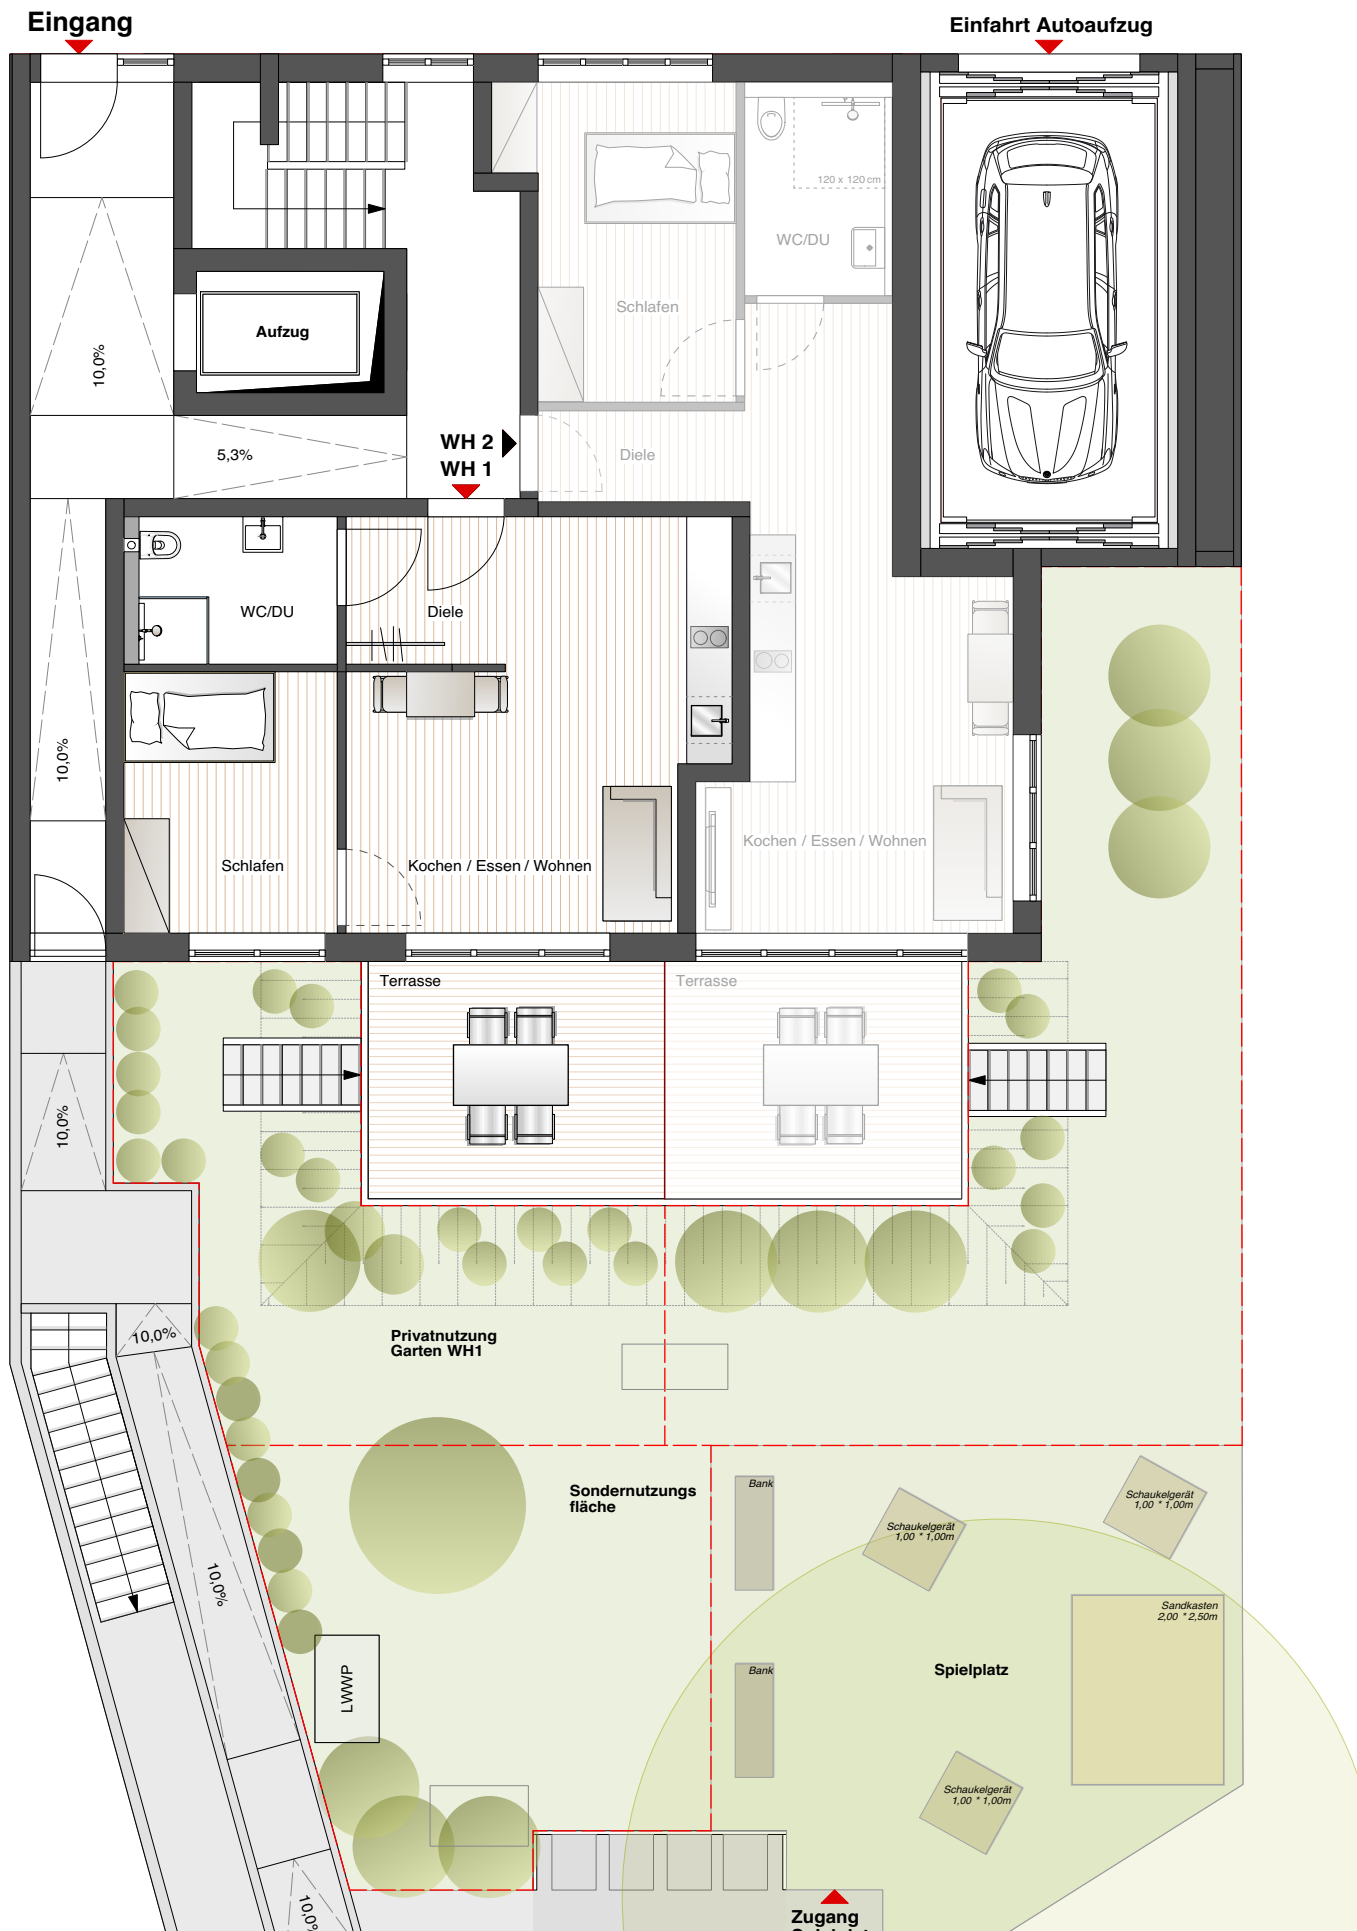 Eingang
Einfahrt Autoaufzug
120 x 120 cm
WC/DU
Schlafen
Aufzug
10,0%
5,3%
WH 2
WH 1
Diele
WC/DU
Diele
10,0%
Schlafen
Kochen / Essen / Wohnen
Kochen / Essen / Wohnen
Terrasse
Terrasse
10,0%
10,0%
Privatnutzung
Garten WH1
Sondernutzungs
fläche
Bank
Schaukelgerät
1,00 * 1,00m
Schaukelgerät
1,00 * 1,00m
10,0%
Sandkasten
2,00 * 2,50m
LWWP
Bank
Spielplatz
Schaukelgerät
1,00 * 1,00m
10,0%
Zugang